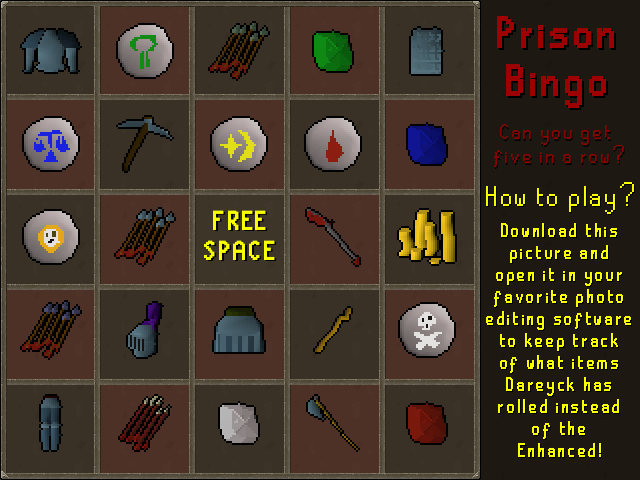 Prison
Bingo
Can you get
five in a row?
How to play?
Download this
picture and
open it in your
favorite photo
editing software
to keep track
of what items
Dareyck has
rolled instead
of the
Enhanced!
FREE
SPACE